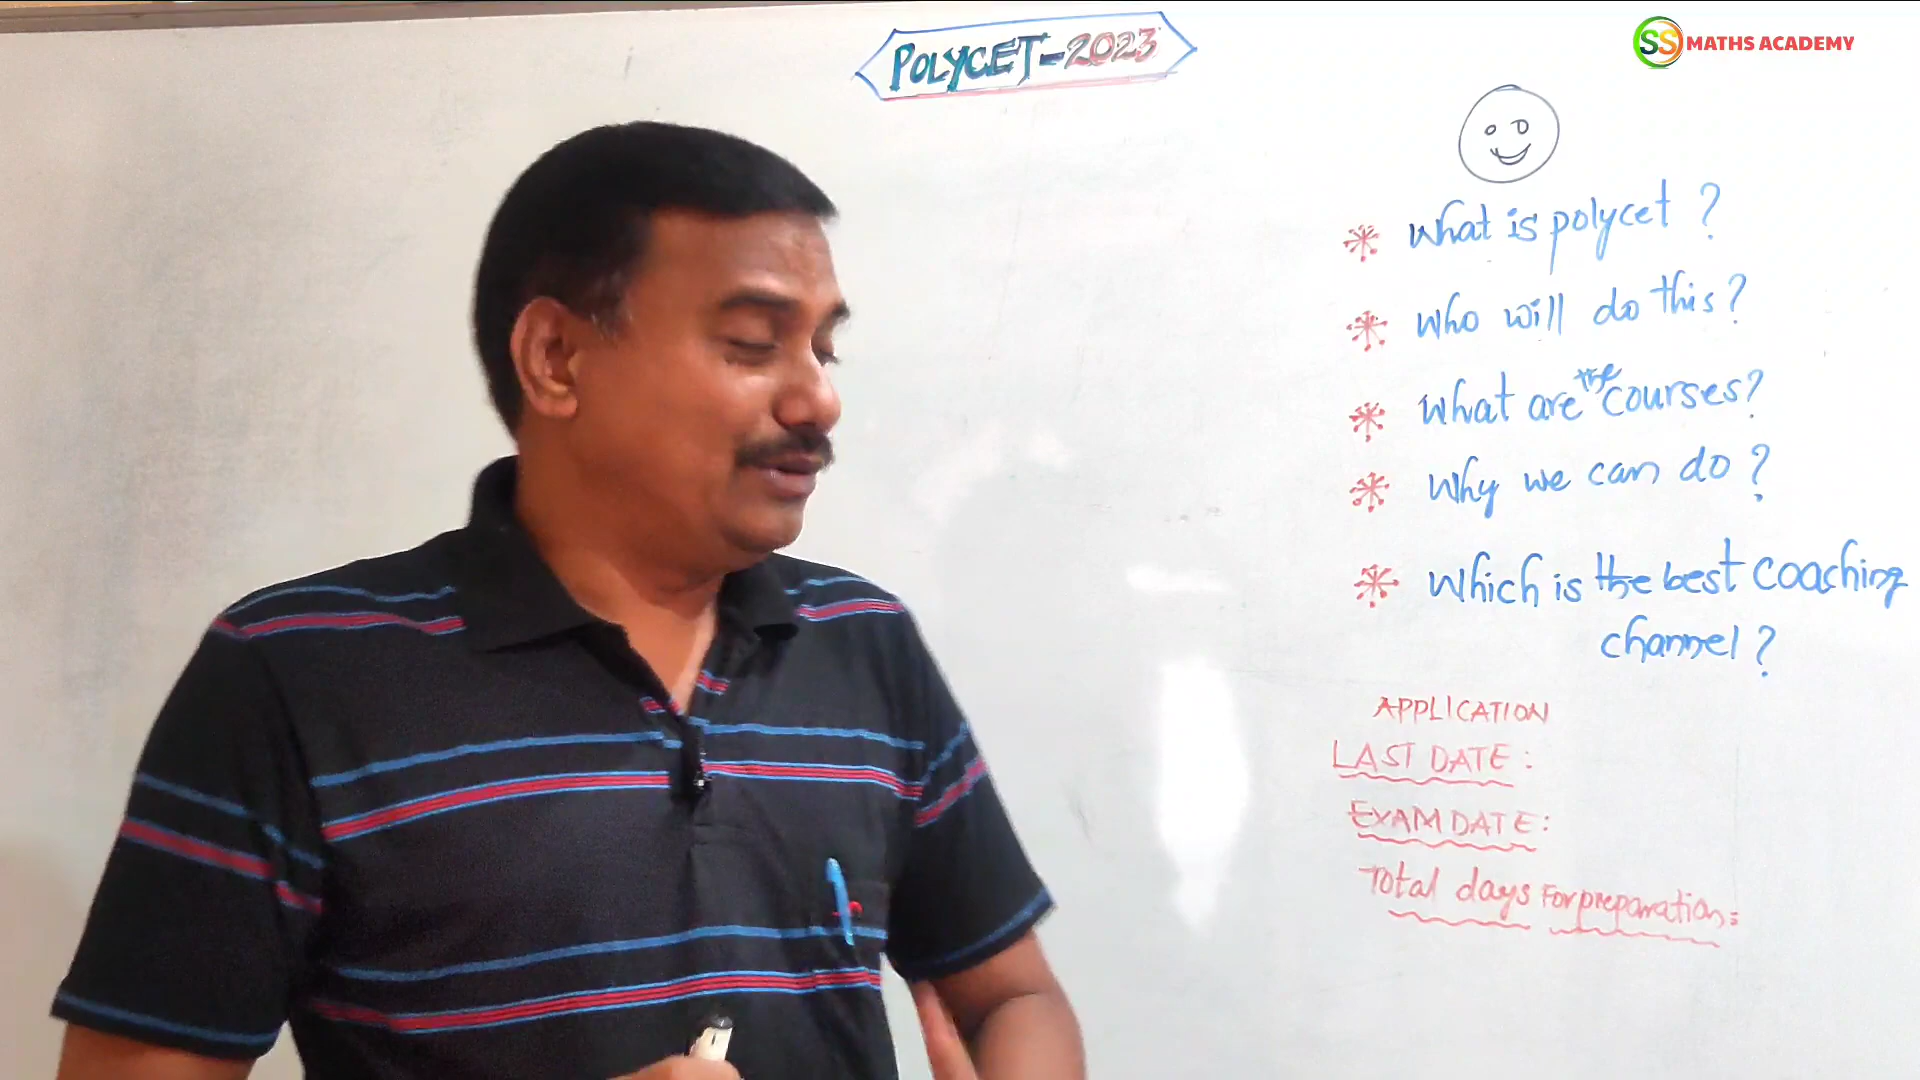 POLYCET-2023
SS MATHS ACADEMY
What is polycet ?
Who will do this?
What are the courses?
Why we can do ?
Which is the best coaching
channel ?
APPLICATION
LAST DATE :
EXAM DATE :
Total days For preparation: